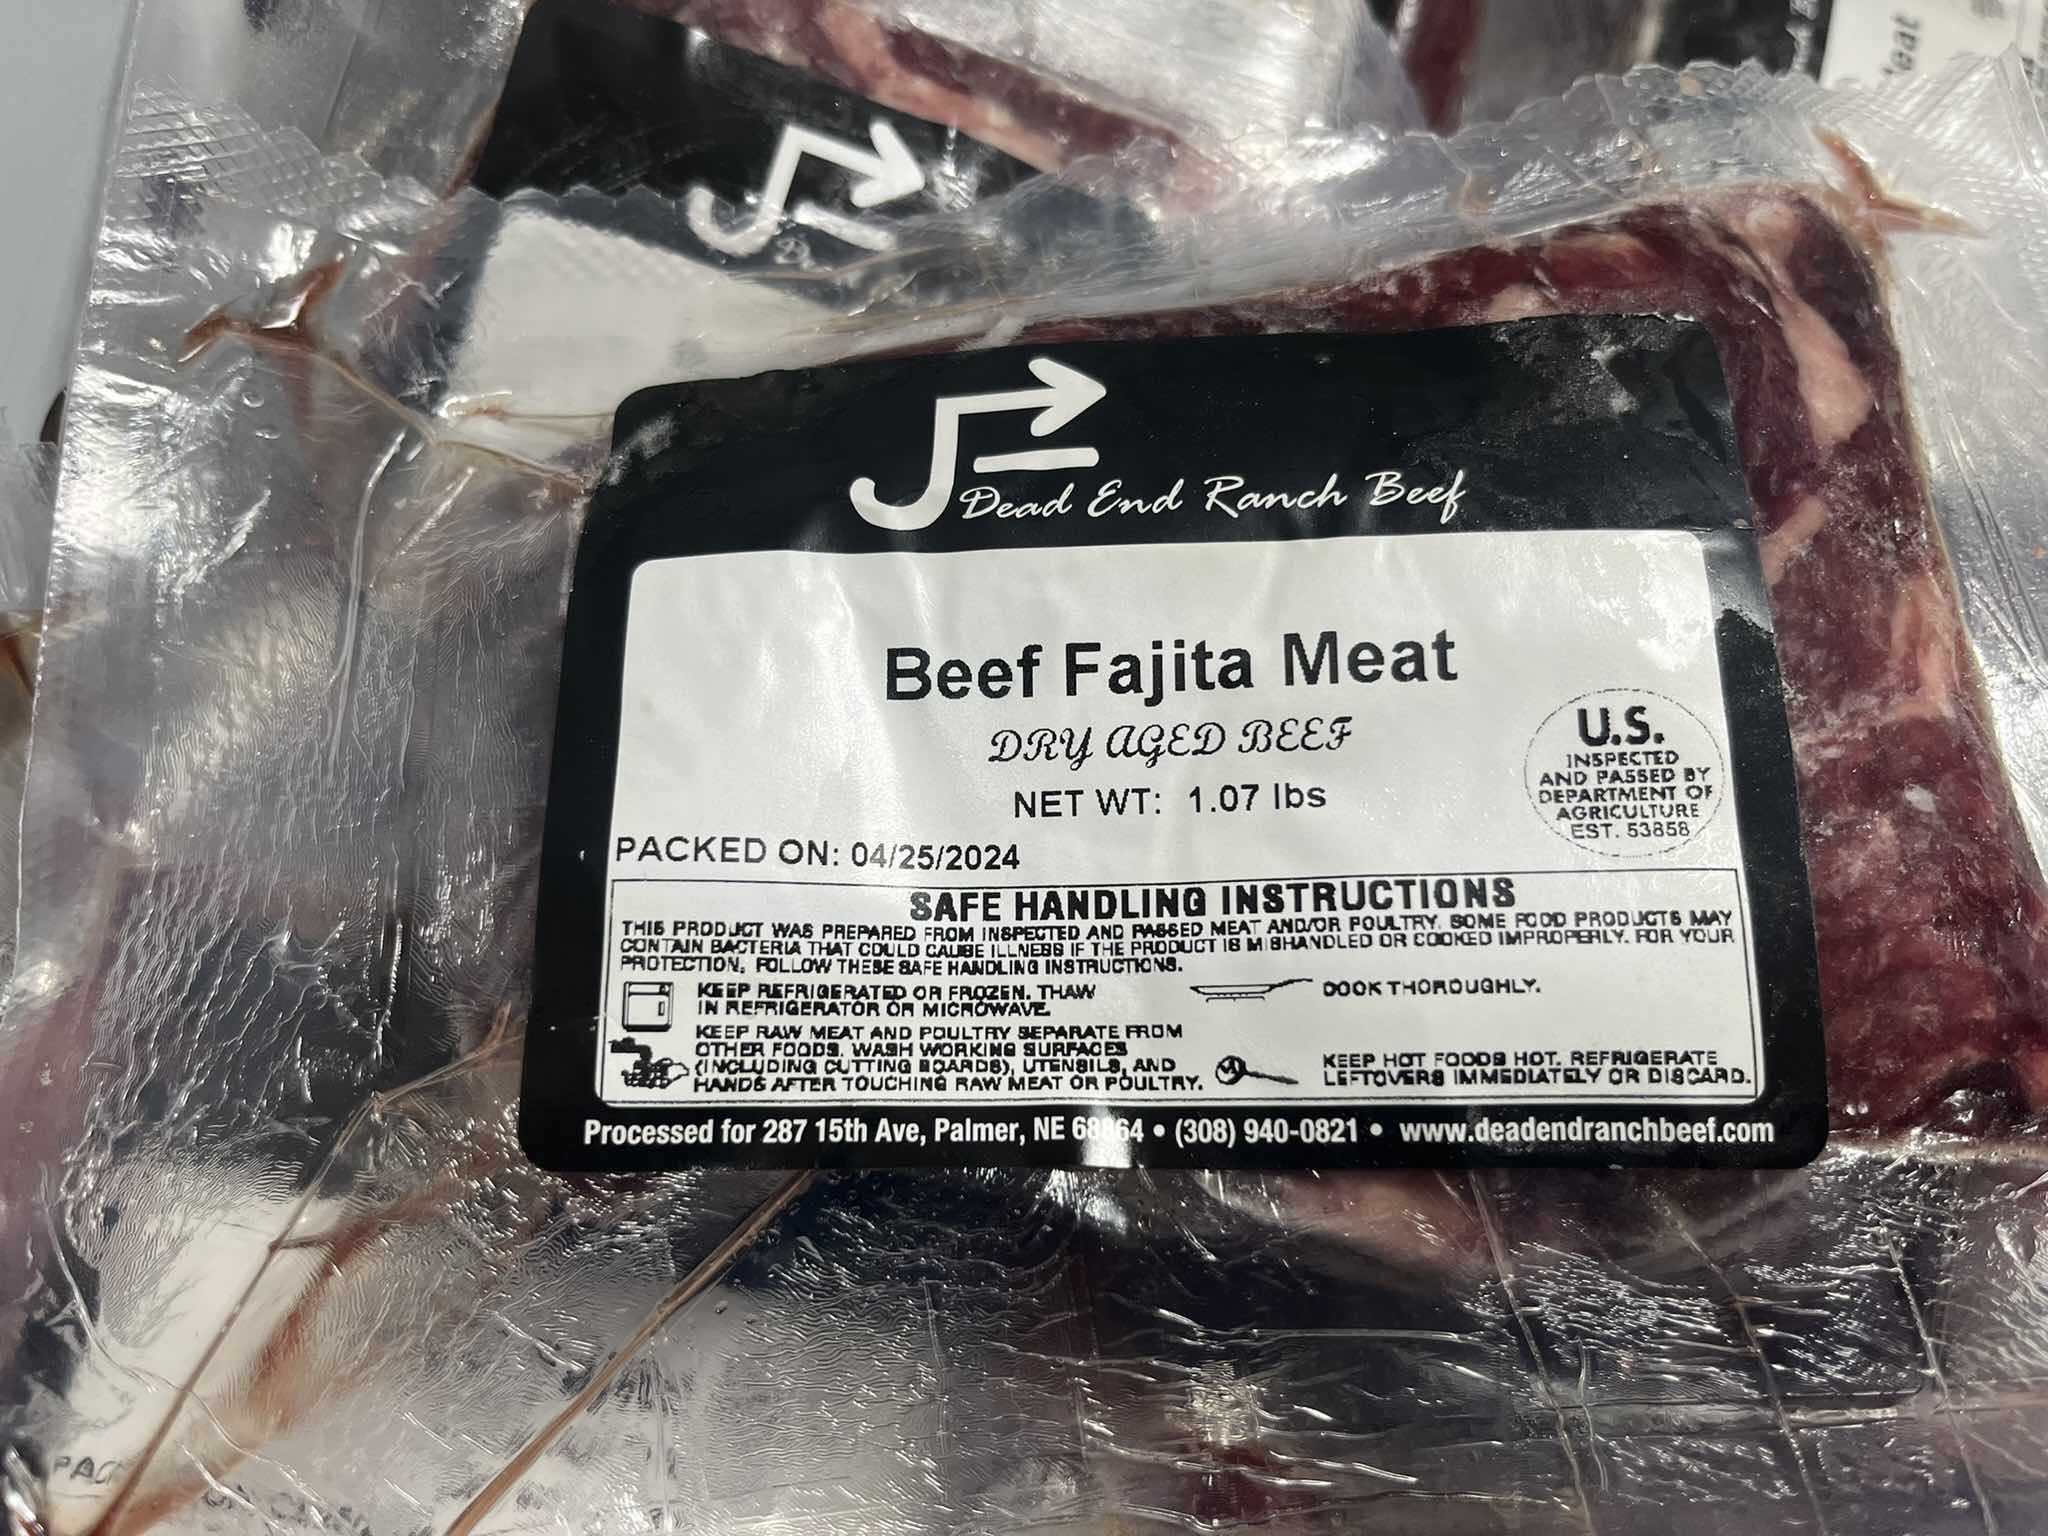 Dead End Ranch Beef
Beef Fajita Meat
DRY AGED BEEF
NET WT: 1.07 lbs
PACKED ON: 04/25/2024
U.S.
INSPECTED
AND PASSED BY
DEPARTMENT OF
AGRICULTURE
EST. 53858
SAFE HANDLING INSTRUCTIONS
THIS PRODUCT WAS PREPARED FROM INSPECTED AND PASSED MEAT AND/OR POULTRY. SOME FOOD PRODUCTS MAY
CONTAIN BACTERIA THAT COULD CAUSE ILLNESS IF THE PRODUCT IS MISHANDLED OR COOKED IMPROPERLY. FOR YOUR
PROTECTION, FOLLOW THESE SAFE HANDLING INSTRUCTIONS.
KEEP REFRIGERATED OR FROZEN. THAW
IN REFRIGERATOR OR MICROWAVE.
KEEP RAW MEAT AND POULTRY SEPARATE FROM
OTHER FOODS. WASH WORKING SURFACES
(INCLUDING CUTTING BOARDS), UTENSILS, AND
HANDS AFTER TOUCHING RAW MEAT OR POULTRY.
COOK THOROUGHLY.
KEEP HOT FOODS HOT. REFRIGERATE
LEFTOVERS IMMEDIATELY OR DISCARD.
Processed for 287 15th Ave, Palmer, NE 68864 • (308) 940-0821 • www.deadendranchbeef.com